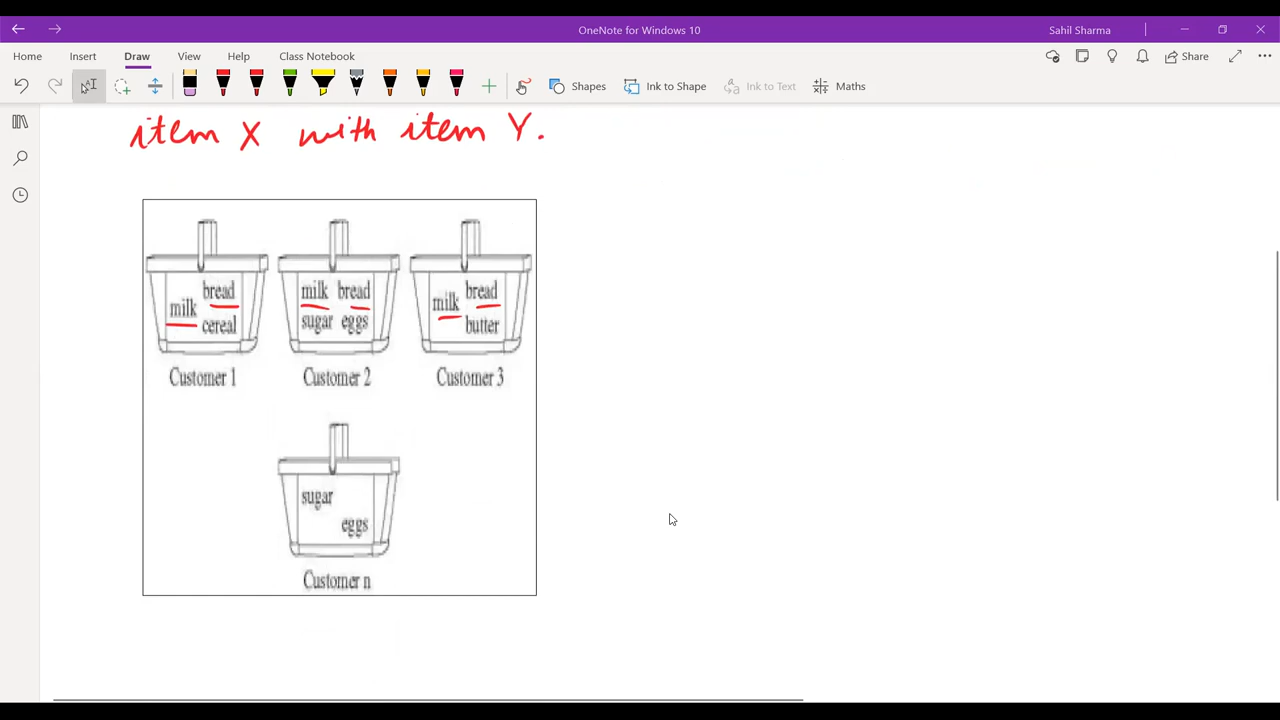 OneNote for Windows 10
Sahil Sharma
Home Insert Draw View Help Class Notebook
Share
Shapes Ink to Shape Ink to Text Maths
item X with item Y.
milk bread cereal
milk bread
sugar eggs
milk bread butter
Customer 1 Customer 2 Customer 3
sugar
eggs
Customer n